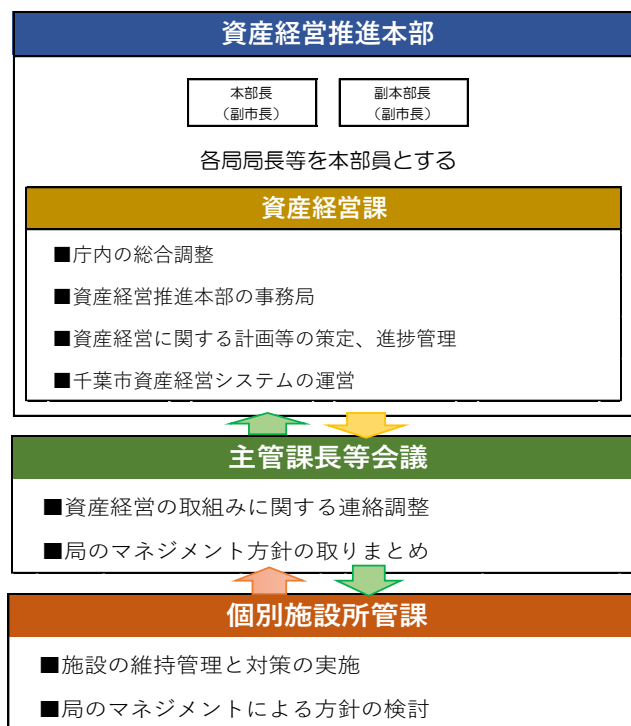 資産経営推進本部
本部長
（副市長）
副本部長
（副市長）
各局局長等を本部員とする
資産経営課
■庁内の総合調整
■資産経営推進本部の事務局
■資産経営に関する計画等の策定、進捗管理
■千葉市資産経営システムの運営
主管課長等会議
■資産経営の取組みに関する連絡調整
■局のマネジメント方針の取りまとめ
個別施設所管課
■施設の維持管理と対策の実施
■局のマネジメントによる方針の検討